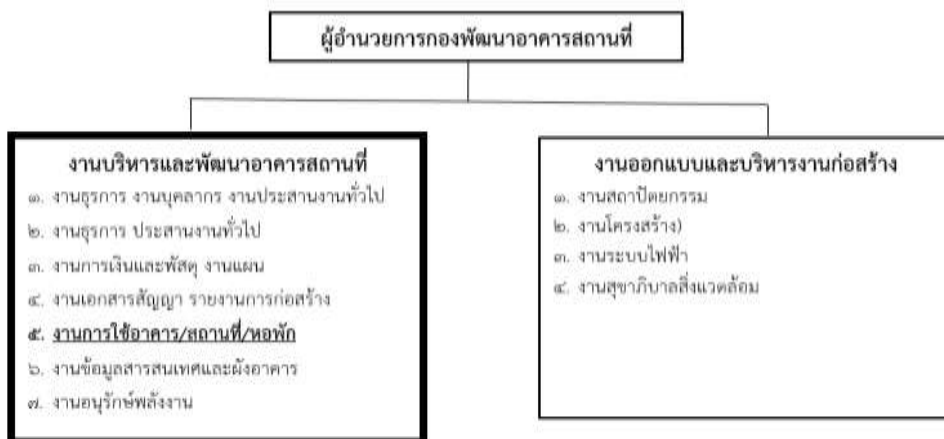 ผู้อำนวยการกองพัฒนาอาคารสถานที่
งานบริหารและพัฒนาอาคารสถานที่
๑. งานธุรการ งานบุคลากร งานประสานงานทั่วไป
๒. งานธุรการ ประสานงานทั่วไป
๓. งานการเงินและพัสดุ งานแผน
๔. งานเอกสารสัญญา รายงานการก่อสร้าง
๕. งานการใช้อาคาร/สถานที่/หอพัก
๖. งานข้อมูลสารสนเทศและผังอาคาร
๗. งานอนุรักษ์พลังงาน
งานออกแบบและบริหารงานก่อสร้าง
๑. งานสถาปัตยกรรม
๒. งานโครงสร้าง)
๓. งานระบบไฟฟ้า
๔. งานสุขาภิบาลสิ่งแวดล้อม